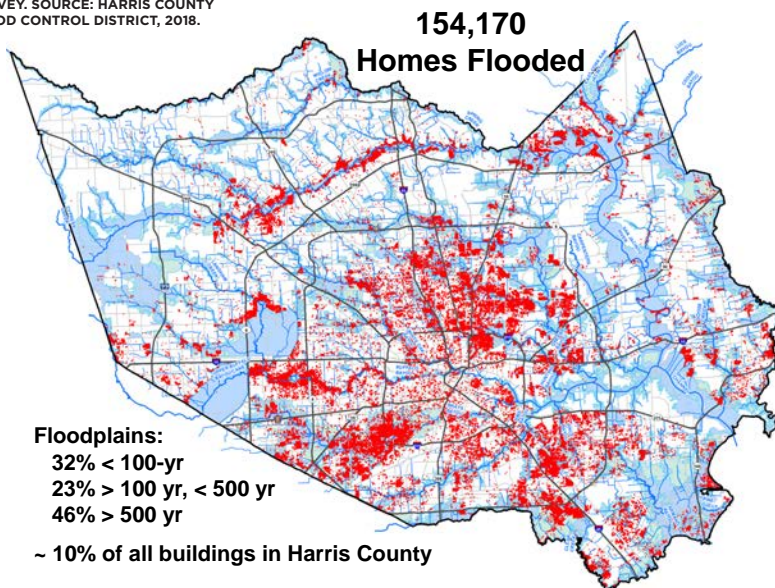 VEY. SOURCE: HARRIS COUNTY
OD CONTROL DISTRICT, 2018.
154,170
Homes Flooded
Floodplains:
32% < 100-yr
23% > 100 yr, < 500 yr
46% > 500 yr
~ 10% of all buildings in Harris County